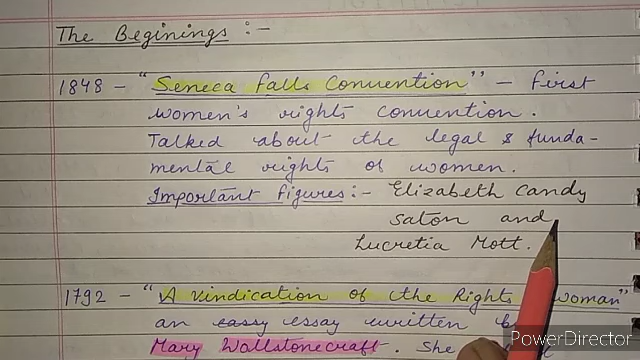 The Beginings :-
1848 - "Seneca falls Convention" - first
women's rights convention.
Talked about the legal & funda-
mental rights of women.
Important figures :- Elizabeth Candy
Saton and
Lucretia Mott.
1792 - "A vindication of the Rights woman"
an essay essay written
Mary Wollstonecraft. She
PowerDirector